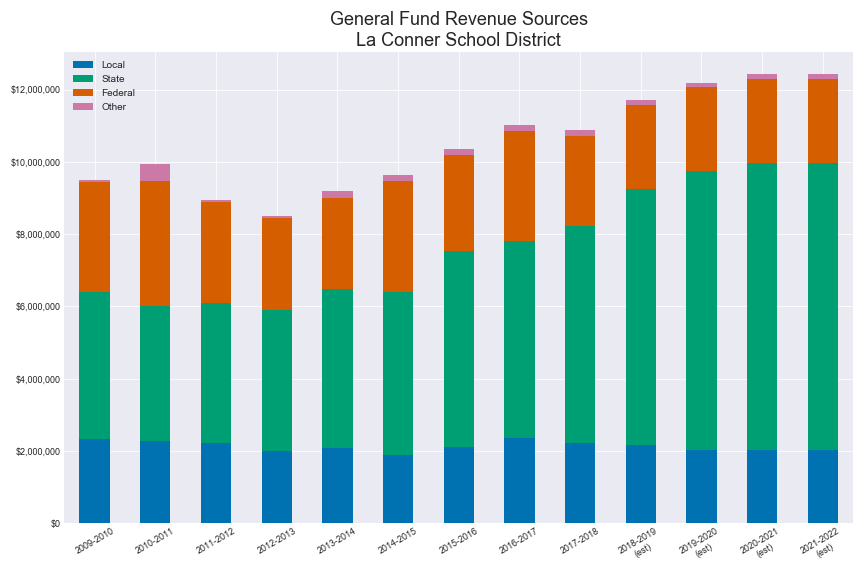 General Fund Revenue Sources
La Conner School District
Local
State
Federal
Other
$12,000,000
$10,000,000
$8,000,000
$6,000,000
$4,000,000
$2,000,000
$0
2009-2010
2010-2011
2011-2012
2012-2013
2013-2014
2014-2015
2015-2016
2016-2017
2017-2018
2018-2019
(est)
2019-2020
(est)
2020-2021
(est)
2021-2022
(est)